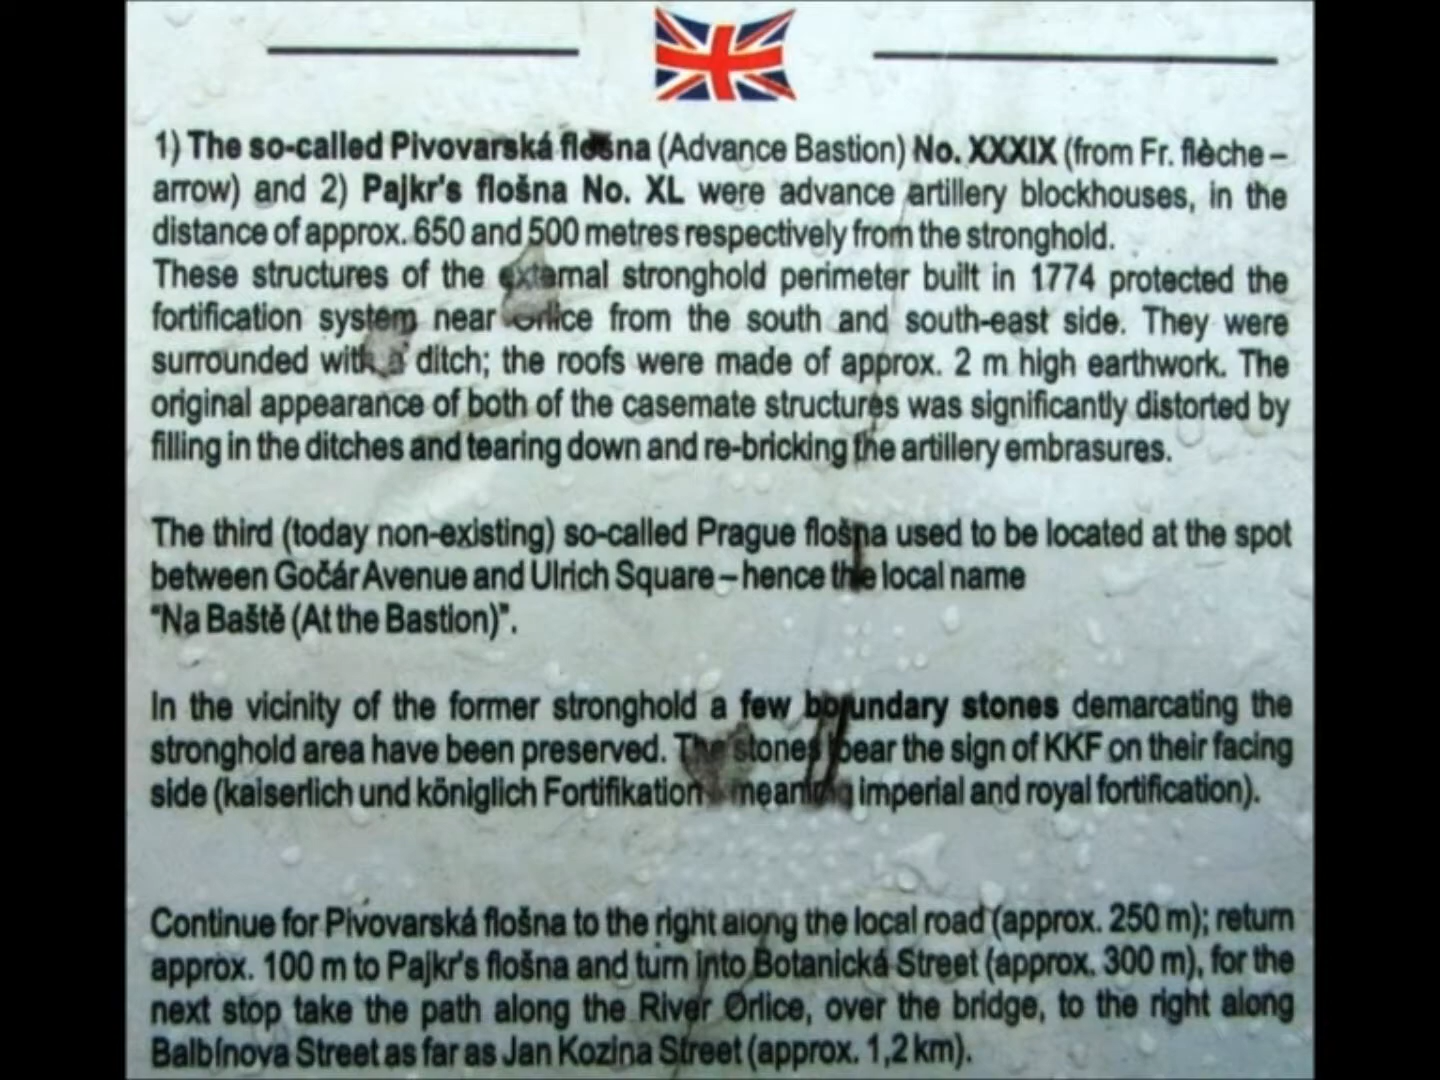 1) The so-called Pivovarská flošna (Advance Bastion) No. XXXIX (from Fr. flèche –
arrow) and 2) Pajkr's flošna No. XL were advance artillery blockhouses, in the
distance of approx. 650 and 500 metres respectively from the stronghold.
These structures of the external stronghold perimeter built in 1774 protected the
fortification system near Orlice from the south and south-east side. They were
surrounded with a ditch; the roofs were made of approx. 2 m high earthwork. The
original appearance of both of the casemate structures was significantly distorted by
filling in the ditches and tearing down and re-bricking the artillery embrasures.
The third (today non-existing) so-called Prague flošna used to be located at the spot
between Gočár Avenue and Ulrich Square – hence the local name
"Na Baště (At the Bastion)".
In the vicinity of the former stronghold a few boundary stones demarcating the
stronghold area have been preserved. The stones bear the sign of KKF on their facing
side (kaiserlich und königlich Fortifikation meaning imperial and royal fortification).
Continue for Pivovarská flošna to the right along the local road (approx. 250 m); return
approx. 100 m to Pajkr's flošna and turn into Botanická Street (approx. 300 m), for the
next stop take the path along the River Orlice, over the bridge, to the right along
Balbínova Street as far as Jan Kozina Street (approx. 1,2 km).